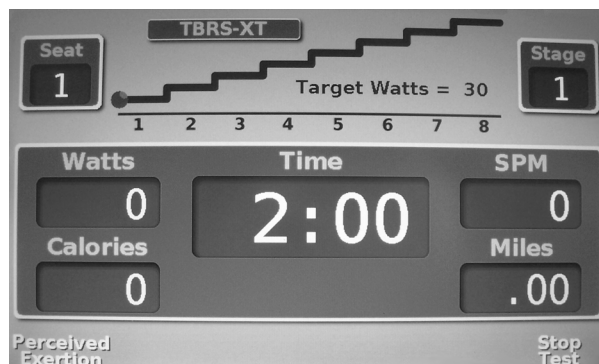 TBRS-XT
Seat
1
Stage
1
Target Watts = 30
1 2 3 4 5 6 7 8
Watts
0
Time
2:00
SPM
0
Calories
0
Miles
.00
Perceived
Exertion
Stop
Test